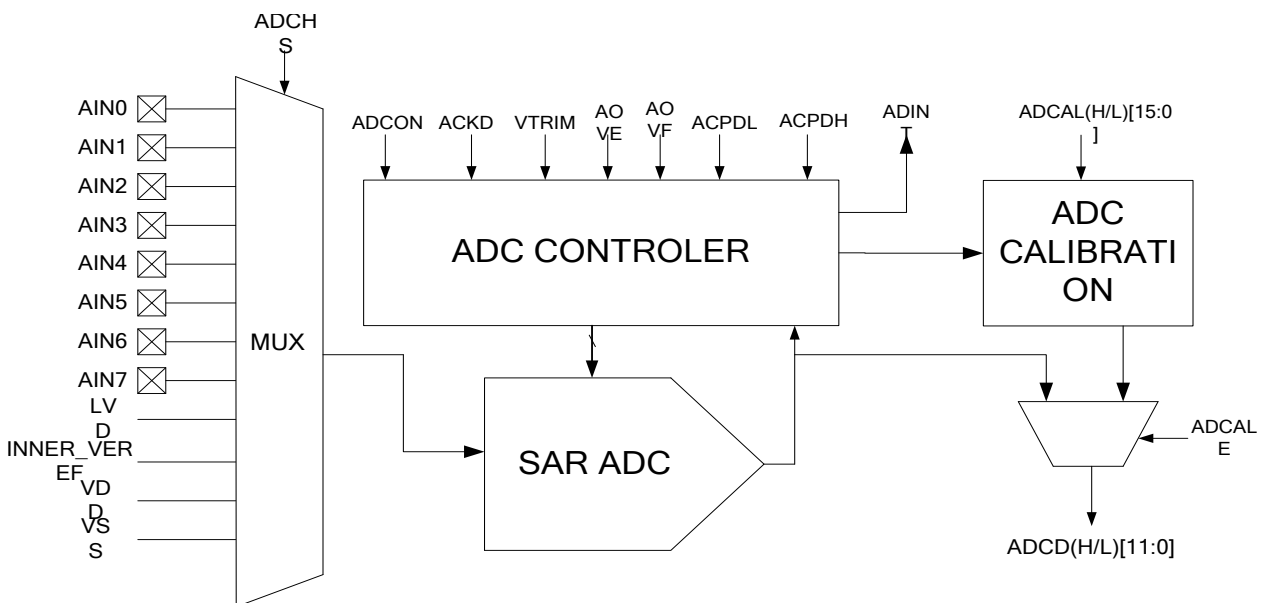 ADCH
S
AIN0
AIN1
AIN2
AIN3
AIN4
AIN5
AIN6
AIN7
LV
D
INNER_VER
EF
VD
D
VS
S
MUX
ADCON
ACKD
VTRIM
AO
VE
AO
VF
ACPDL
ACPDH
ADIN
T
ADCAL(H/L)[15:0
]
ADC CONTROLER
ADC
CALIBRATI
ON
SAR ADC
ADCAL
E
ADCD(H/L)[11:0]